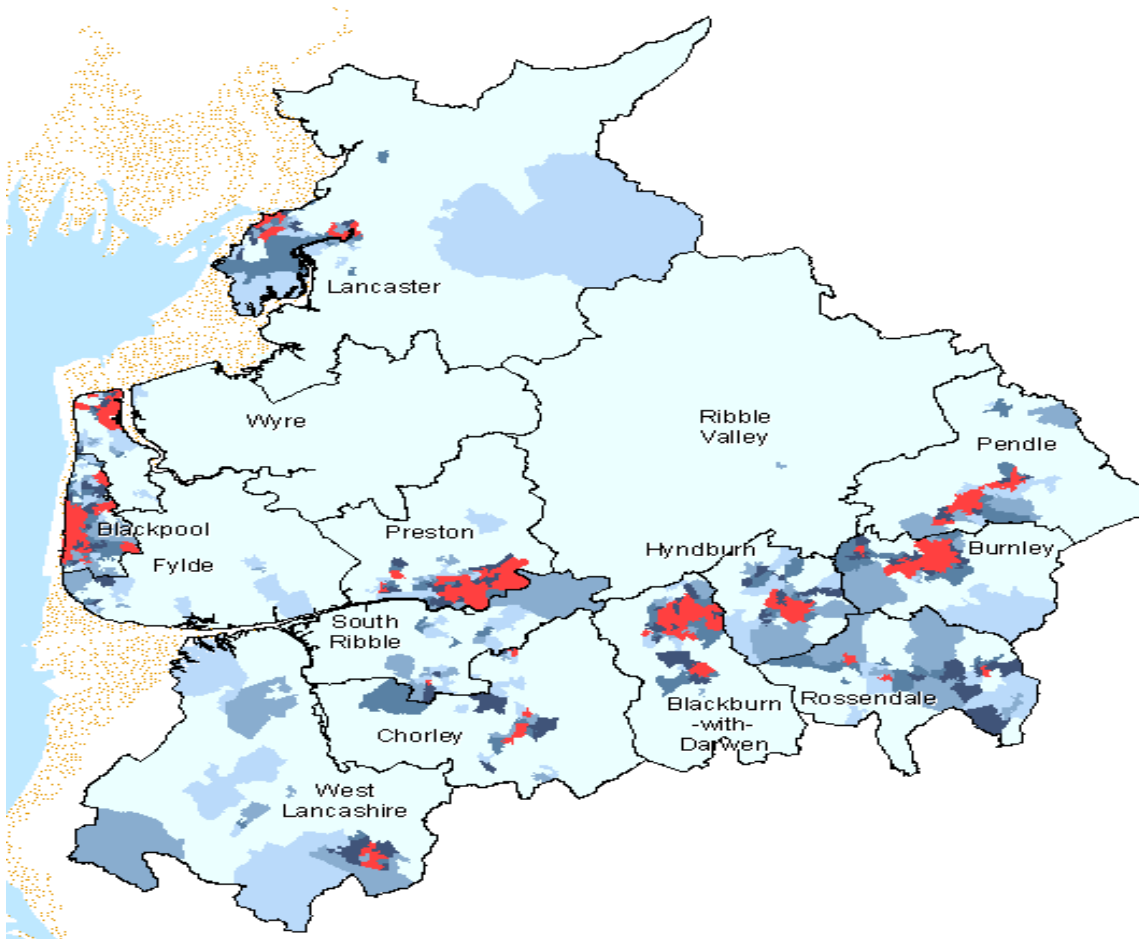 Lancaster
Wyre
Ribble
Valley
Pendle
Blackpool
Preston
Hyndburn
Burnley
Fylde
South
Ribble
Rossendale
Blackburn
-with-
Darwen
Chorley
West
Lancashire